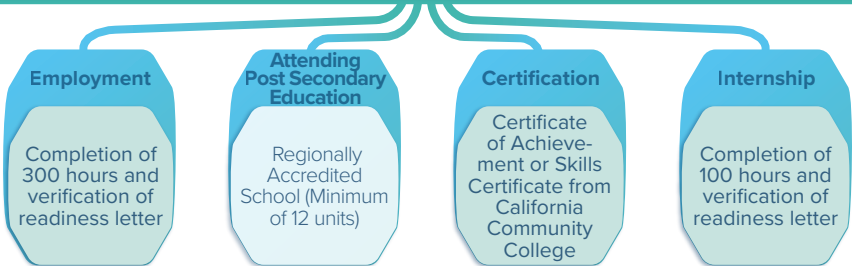 Employment
Completion of
300 hours and
verification of
readiness letter
Attending
Post Secondary
Education
Regionally
Accredited
School (Minimum
of 12 units)
Certification
Certificate
of Achieve-
ment or Skills
Certificate from
California
Community
College
Internship
Completion of
100 hours and
verification of
readiness letter